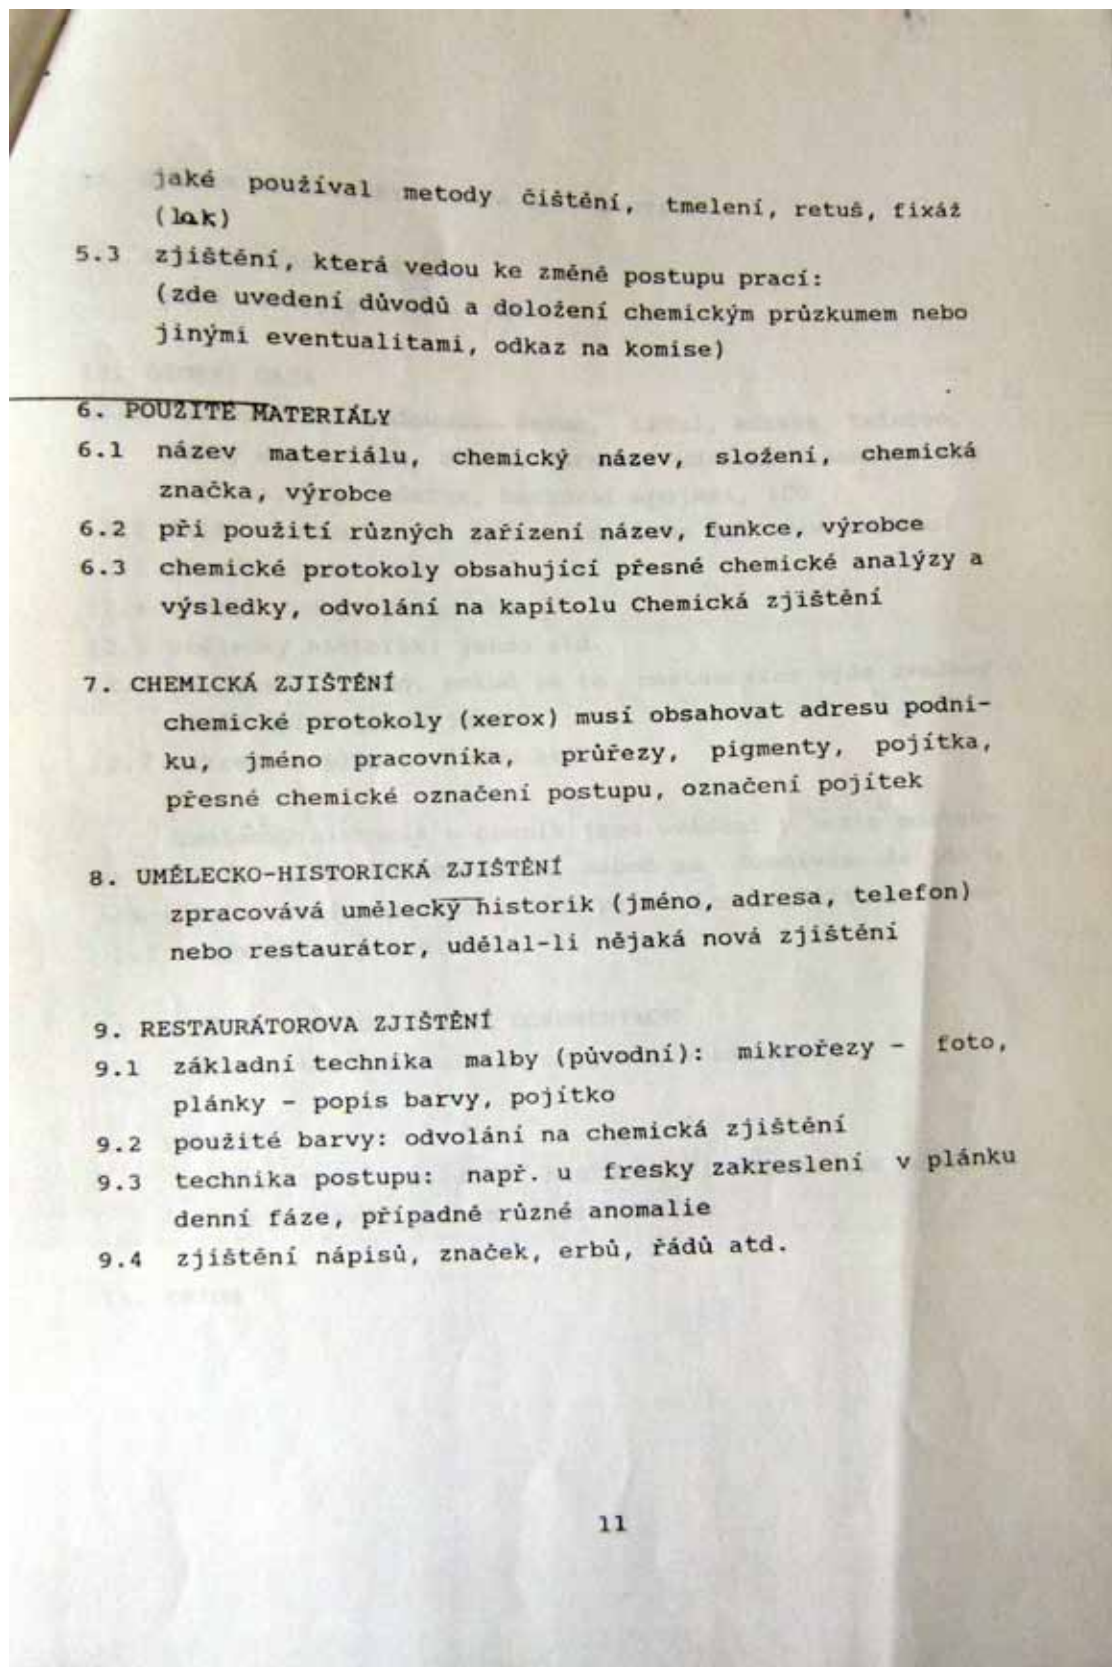 jaké používal metody čištění, tmelení, retuš, fixáž
(lak)
5.3 zjištění, která vedou ke změně postupu prací:
(zde uvedení důvodů a doložení chemickým průzkumem nebo
jinými eventualitami, odkaz na komise)
6. POUŽITÉ MATERIÁLY
6.1 název materiálu, chemický název, složení, chemická
značka, výrobce
6.2 při použití různých zařízení název, funkce, výrobce
6.3 chemické protokoly obsahující přesné chemické analýzy a
výsledky, odvolání na kapitolu Chemická zjištění
7. CHEMICKÁ ZJIŠTĚNÍ
chemické protokoly (xerox) musí obsahovat adresu podni-
ku, jméno pracovníka, průřezy, pigmenty, pojítka,
přesné chemické označení postupu, označení pojítek
8. UMĚLECKO-HISTORICKÁ ZJIŠTĚNÍ
zpracovává umělecký historik (jméno, adresa, telefon)
nebo restaurátor, udělal-li nějaká nová zjištění
9. RESTAURÁTOROVA ZJIŠTĚNÍ
9.1 základní technika malby (původní): mikrořezy - foto,
plánky - popis barvy, pojítko
9.2 použité barvy: odvolání na chemická zjištění
9.3 technika postupu: např. u fresky zakreslení v plánku
denní fáze, případné různé anomalie
9.4 zjištění nápisů, značek, erbů, řádů atd.
11